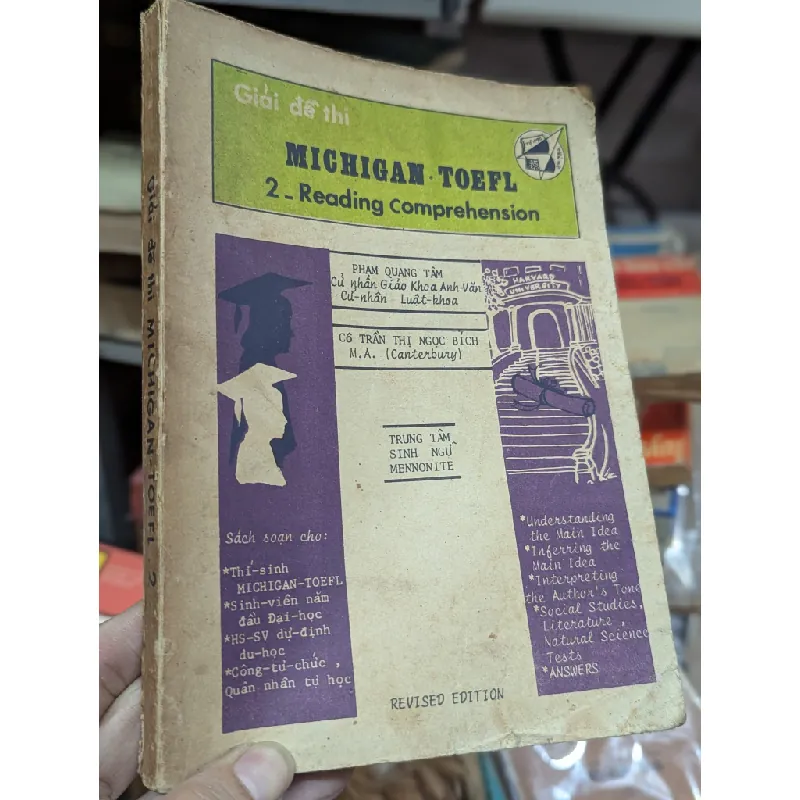 Giải đề thi
MICHIGAN - TOEFL
2 - Reading comprehension
PHẠM QUANG TÂM
Cử nhân Giáo Khoa Anh-Văn
Cử-nhân Luật-khoa
CÔ TRẦN THỊ NGỌC BÍCH
M.A. (Canterbury)
TRUNG TÂM
SINH NGỮ
MENNONITE
HARVARD
UNIVERSITY
Sách soạn cho:
*Thí-sinh
MICHIGAN-TOEFL
*Sinh-viên năm
đầu Đại-học
*HS-SV dự-định
du-học
*Công-tư-chức ,
Quân nhân tự học
*Understanding
the Main Idea
*Inferring the
Main Idea
*Interpreting
the Author's Tone
*Social Studies,
Literature ,
Natural Science
Tests
*ANSWERS
REVISED EDITION
Giải đề thi MICHIGAN-TOEFL 2